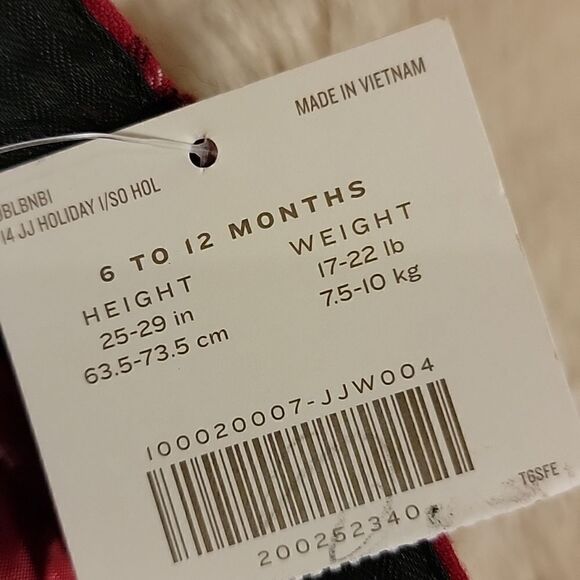 MADE IN VIETNAM
JBLBNBI
14 JJ HOLIDAY I/SO HOL
6 TO 12 MONTHS
HEIGHT
25-29 in
63.5-73.5 cm
WEIGHT
17-22 lb
7.5-10 kg
100020007-JJW004
200252340
T6SFE